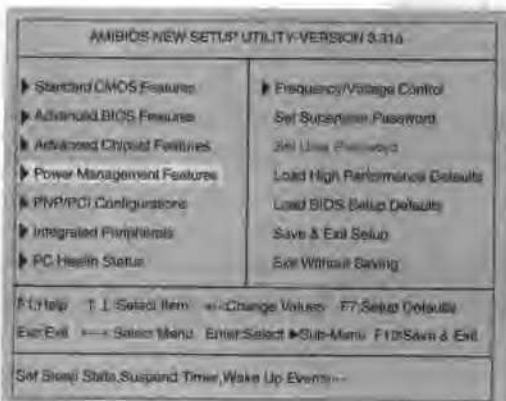 AMIBIOS NEW SETUP UTILITY-VERSION 3.31a
▶ Standard CMOS Features
▶ Advanced BIOS Features
▶ Advanced Chipset Features
▶ Power Management Features
▶ PNP/PCI Configurations
▶ Integrated Peripherals
▶ PC Health Status
▶ Frequency/Voltage Control
Set Supervisor Password
Set User Password
Load High Performance Defaults
Load BIOS Setup Defaults
Save & Exit Setup
Exit Without Saving
F1:Help ↑↓:Select Item +/-:Change Values F7:Setup Defaults
Esc:Exit ←→:Select Menu Enter:Select ▶Sub-Menu F10:Save & Exit
Set Sleep State,Suspend Timer,Wake Up Events···